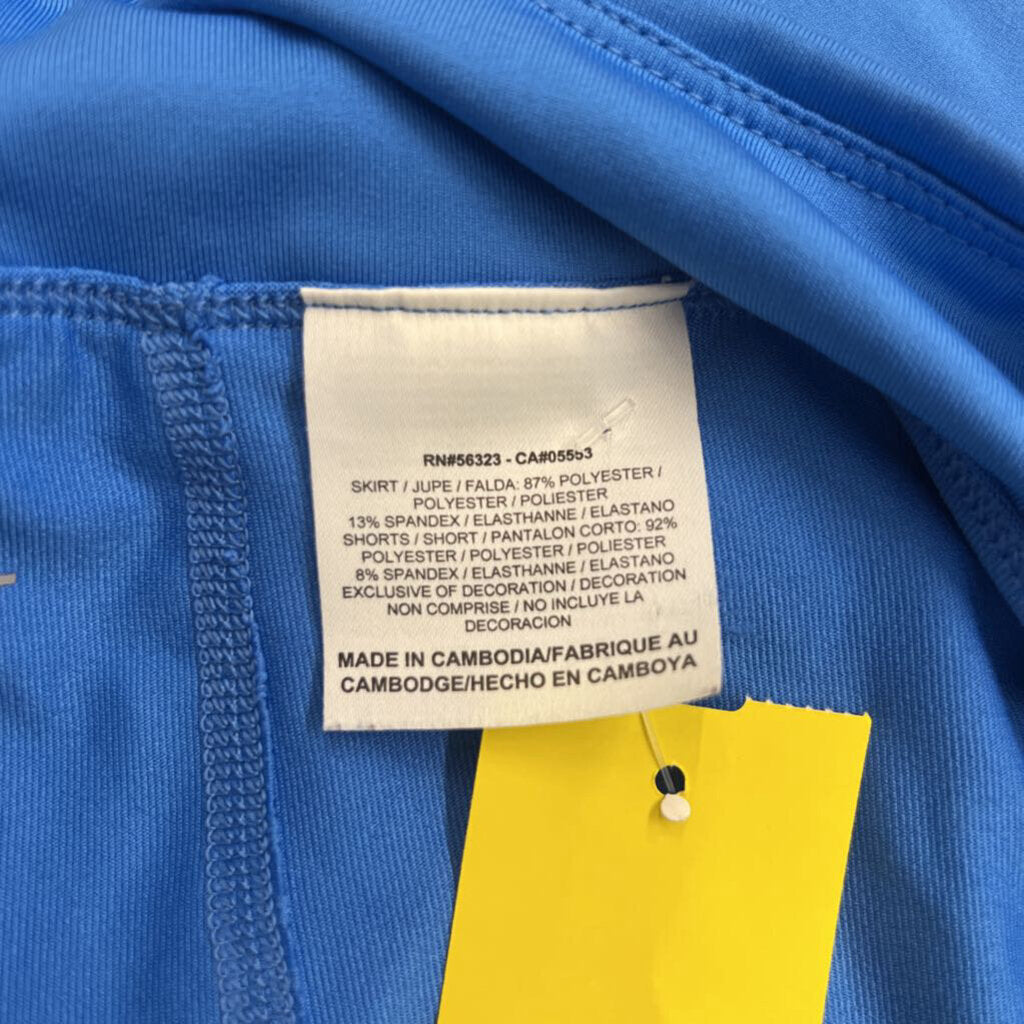 RN#56323 - CA#05553
SKIRT / JUPE / FALDA: 87% POLYESTER /
POLYESTER / POLIESTER
13% SPANDEX / ELASTHANNE / ELASTANO
SHORTS / SHORT / PANTALON CORTO: 92%
POLYESTER / POLYESTER / POLIESTER
8% SPANDEX / ELASTHANNE / ELASTANO
EXCLUSIVE OF DECORATION / DECORATION
NON COMPRISE / NO INCLUYE LA
DECORACION
MADE IN CAMBODIA/FABRIQUE AU
CAMBODGE/HECHO EN CAMBOYA